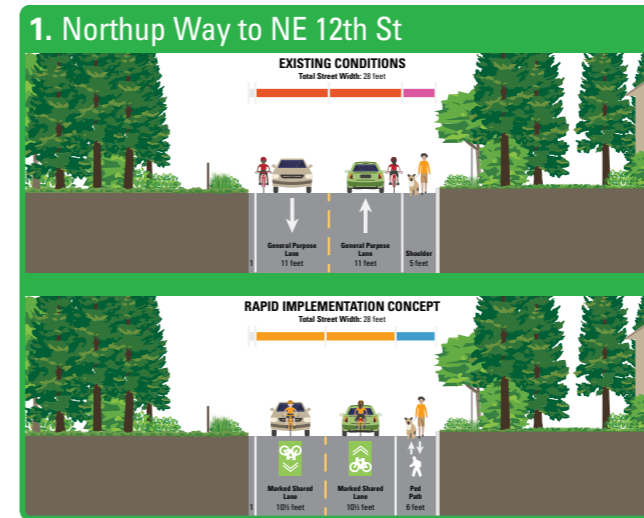 1. Northup Way to NE 12th St
EXISTING CONDITIONS
Total Street Width: 28 feet
General Purpose
Lane
11 feet
General Purpose
Lane
11 feet
Shoulder
5 feet
1
RAPID IMPLEMENTATION CONCEPT
Total Street Width: 28 feet
Marked Shared
Lane
10½ feet
Marked Shared
Lane
10½ feet
Ped
Path
6 feet
1